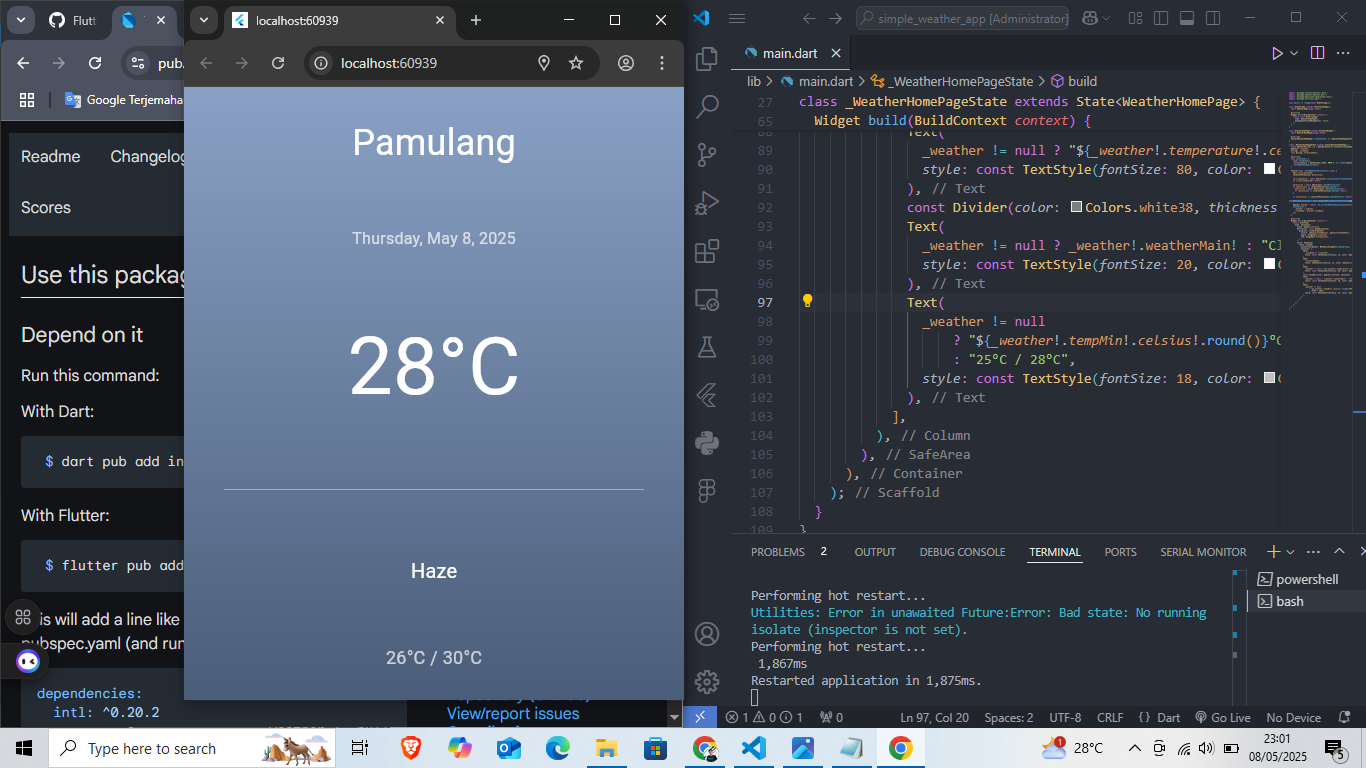 Flutt
pub.
Google Terjemaha
Readme
Changelog
Scores
Use this packag
Depend on it
Run this command:
With Dart:
$ dart pub add in
With Flutter:
$ flutter pub add
is will add a line like
pubspec.yaml (and run
dependencies:
intl: ^0.20.2
View/report issues
localhost:60939
localhost:60939
Pamulang
Thursday, May 8, 2025
28°C
Haze
26°C / 30°C
simple_weather_app [Administrator]
main.dart
lib > main.dart > _WeatherHomePageState > build
27 class _WeatherHomePageState extends State<WeatherHomePage> {
65 Widget build(BuildContext context) {
88 Text(
89 _weather != null ? "${_weather!.temperature!.ce
90 style: const TextStyle(fontSize: 80, color: C
91 ), // Text
92 const Divider(color: Colors.white38, thickness
93 Text(
94 _weather != null ? _weather!.weatherMain! : "Cl
95 style: const TextStyle(fontSize: 20, color: C
96 ), // Text
97 Text(
98 _weather != null
99 ? "${_weather!.tempMin!.celsius!.round()}°C
100 : "25°C / 28°C",
101 style: const TextStyle(fontSize: 18, color: C
102 ), // Text
103 ],
104 ), // Column
105 ), // SafeArea
106 ), // Container
107 ); // Scaffold
108 }
109 }
PROBLEMS 2 OUTPUT DEBUG CONSOLE TERMINAL PORTS SERIAL MONITOR
powershell
bash
Performing hot restart...
Utilities: Error in unawaited Future:Error: Bad state: No running
isolate (inspector is not set).
Performing hot restart...
1,867ms
Restarted application in 1,875ms.
1 0 1 0 Ln 97, Col 20 Spaces: 2 UTF-8 CRLF {} Dart Go Live No Device
Type here to search
1
28°C
23:01
08/05/2025
5